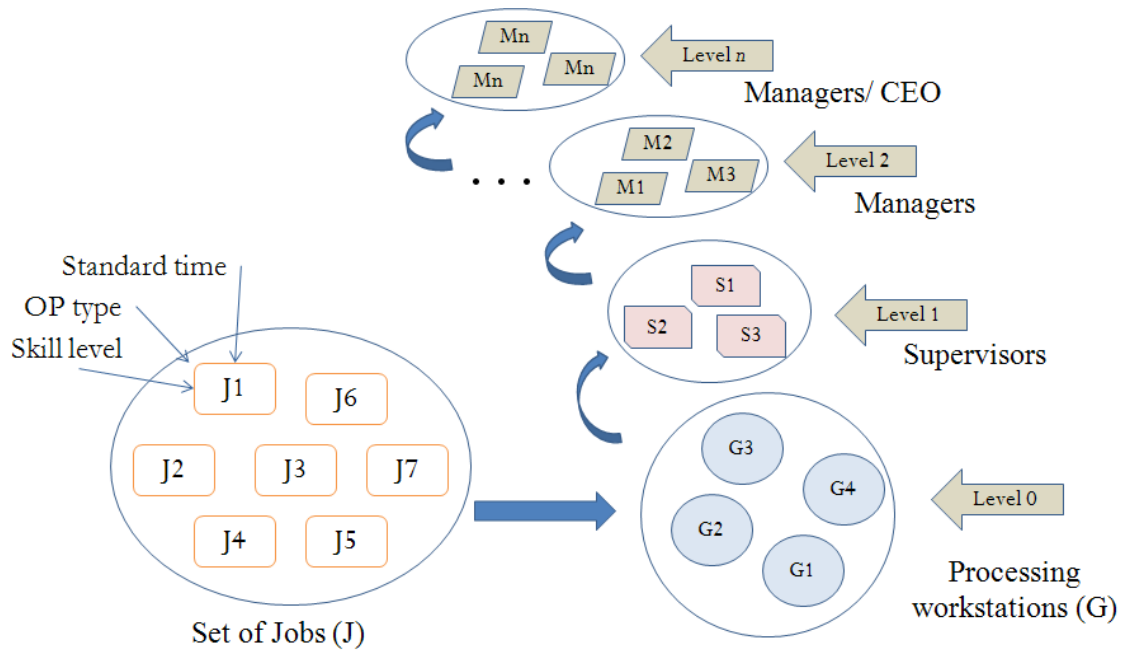 Mn
Mn
Mn
Level n
Managers/ CEO
M2
M1
M3
Level 2
Managers
. . .
Standard time
OP type
Skill level
S1
S2
S3
Level 1
Supervisors
J1
J6
J2
J3
J7
J4
J5
Set of Jobs (J)
G3
G4
G2
G1
Level 0
Processing
workstations (G)